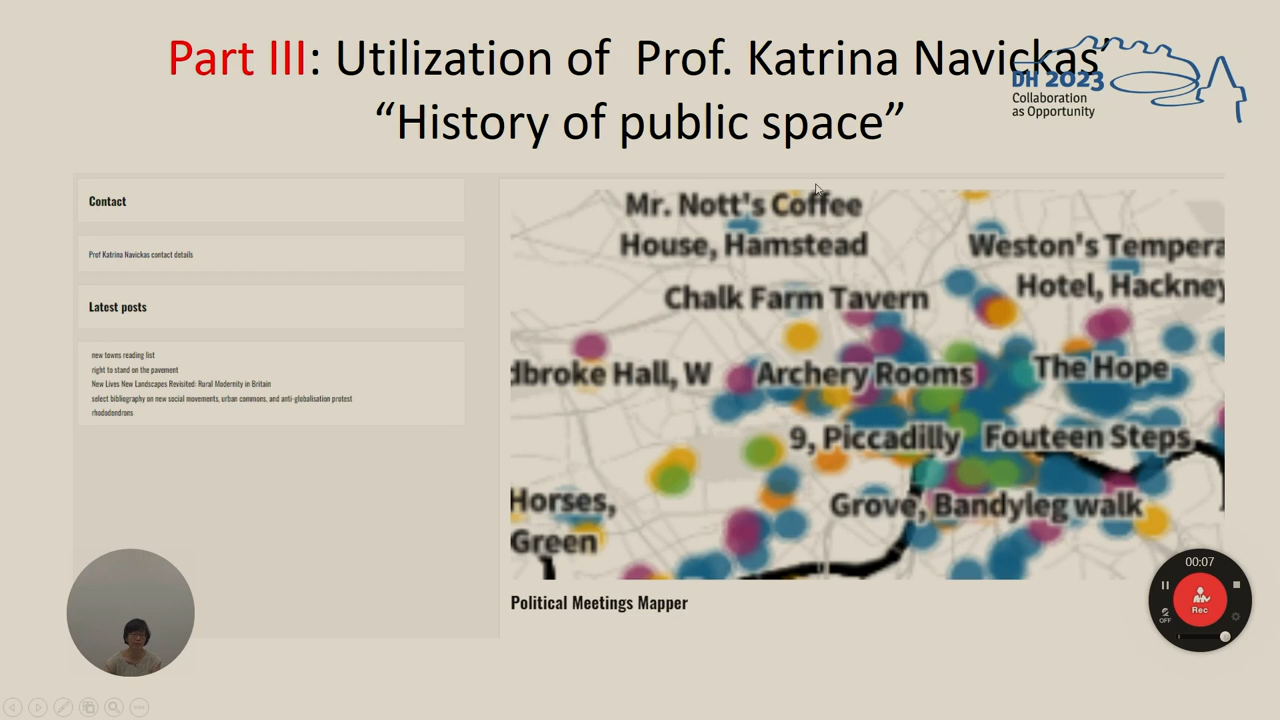 Part III: Utilization of Prof. Katrina Navickas’
“History of public space”
DH 2023
Collaboration
as Opportunity
Contact
Prof Katrina Navickas contact details
Latest posts
new towns reading list
right to stand on the pavement
New Lives New Landscapes Revisited: Rural Modernity in Britain
select bibliography on new social movements, urban commons, and anti-globalisation protest
rhododendrons
Mr. Nott's Coffee
House, Hamstead
Weston's Tempera
Hotel, Hackney
Chalk Farm Tavern
dbroke Hall, W
Archery Rooms
The Hope
9, Piccadilly
Fouteen Steps,
Horses,
Green
Grove, Bandyleg walk
Political Meetings Mapper
00:07
Rec
OFF